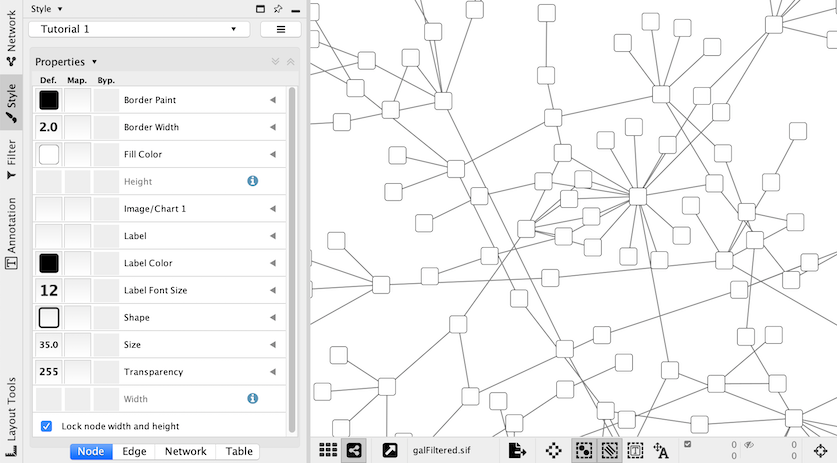 Network
Style
Filter
Annotation
Layout Tools
Style
Tutorial 1
Properties
Def. Map. Byp.
Border Paint
2.0 Border Width
Fill Color
Height
Image/Chart 1
Label
Label Color
12 Label Font Size
Shape
35.0 Size
255 Transparency
Width
Lock node width and height
Node Edge Network Table
galFiltered.sif
T
A
0 0
0 0